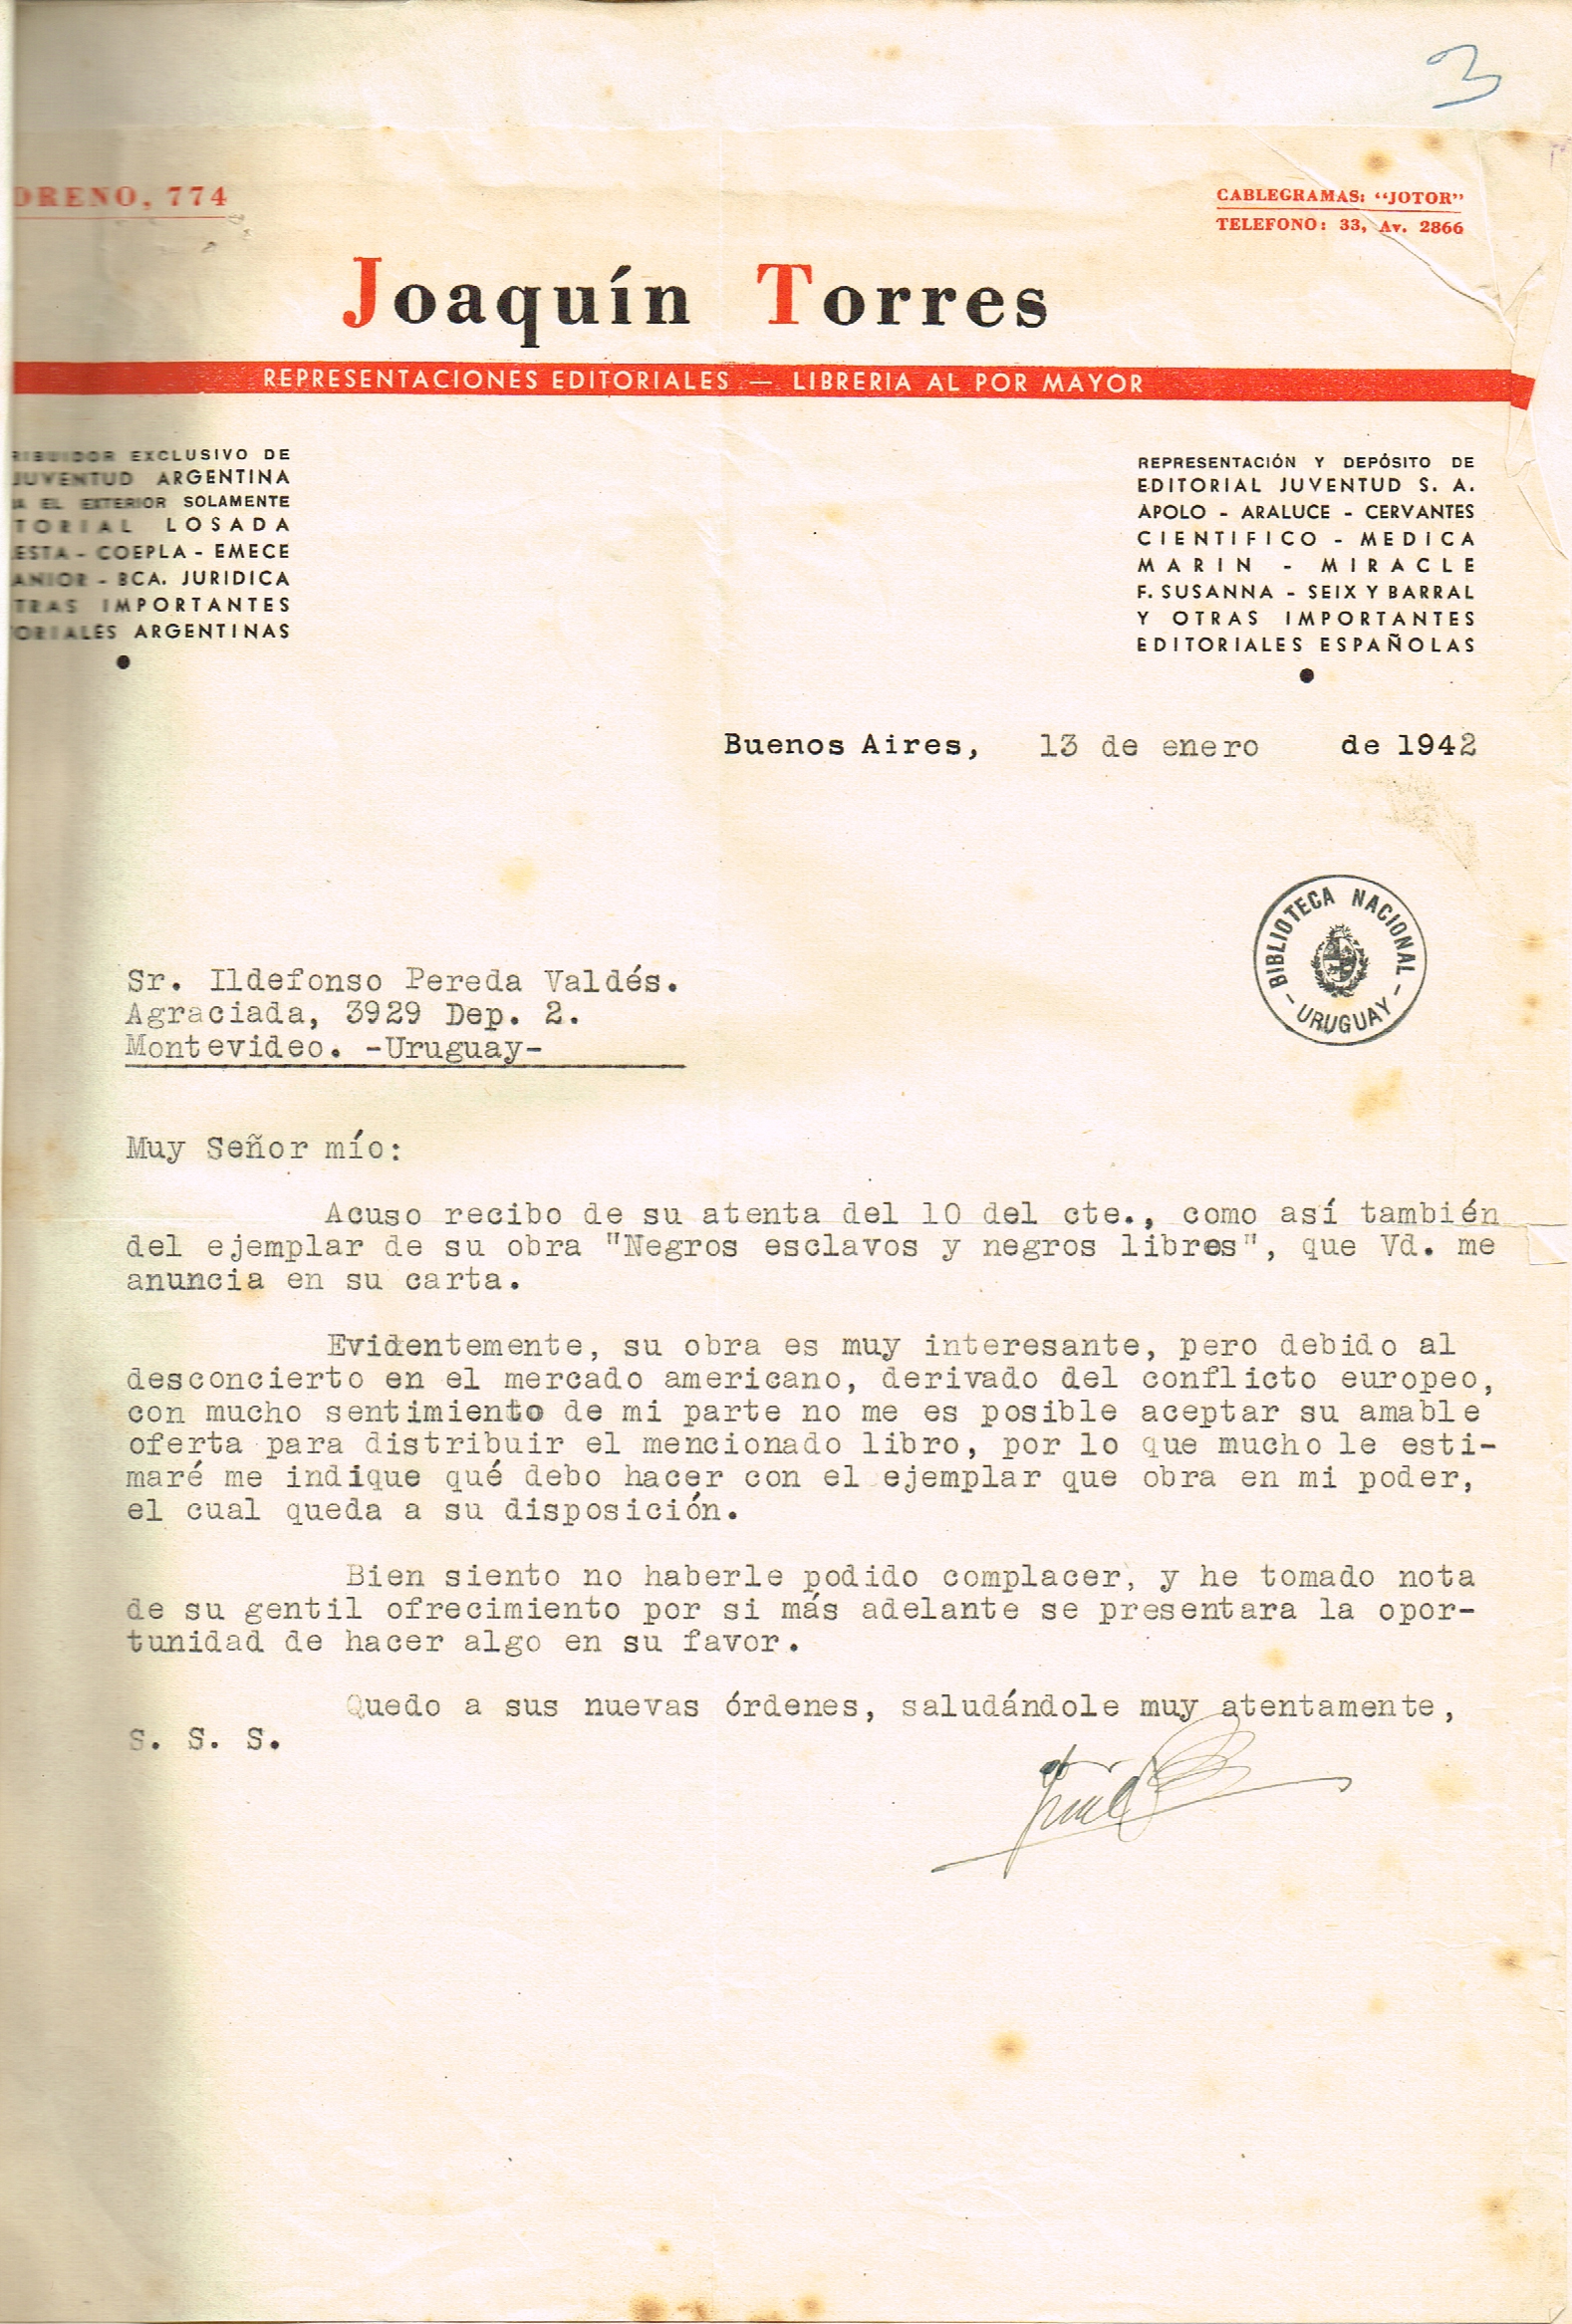 3
ORENO, 774
CABLEGRAMAS: "JOTOR"
TELEFONO: 33, Av. 2866
Joaquín Torres
REPRESENTACIONES EDITORIALES — LIBRERIA AL POR MAYOR
RIBUIDOR EXCLUSIVO DE
JUVENTUD ARGENTINA
A EL EXTERIOR SOLAMENTE
TORIAL LOSADA
ESTA - COEPLA - EMECE
ANIOR - BCA. JURIDICA
TRAS IMPORTANTES
ORIALES ARGENTINAS
REPRESENTACIÓN Y DEPÓSITO DE
EDITORIAL JUVENTUD S. A.
APOLO - ARALUCE - CERVANTES
CIENTIFICO - MEDICA
MARIN - MIRACLE
F. SUSANNA - SEIX Y BARRAL
Y OTRAS IMPORTANTES
EDITORIALES ESPAÑOLAS
Buenos Aires, 13 de enero de 1942
BIBLIOTECA NACIONAL
- URUGUAY -
Sr. Ildefonso Pereda Valdés.
Agraciada, 3929 Dep. 2.
Montevideo. -Uruguay-
Muy Señor mío:
Acuso recibo de su atenta del 10 del cte., como así también
del ejemplar de su obra "Negros esclavos y negros libres", que Vd. me
anuncia en su carta.
Evidentemente, su obra es muy interesante, pero debido al
desconcierto en el mercado americano, derivado del conflicto europeo,
con mucho sentimiento de mi parte no me es posible aceptar su amable
oferta para distribuir el mencionado libro, por lo que mucho le esti-
maré me indique qué debo hacer con el ejemplar que obra en mi poder,
el cual queda a su disposición.
Bien siento no haberle podido complacer, y he tomado nota
de su gentil ofrecimiento por si más adelante se presentara la opor-
tunidad de hacer algo en su favor.
Quedo a sus nuevas órdenes, saludándole muy atentamente,
S. S. S.